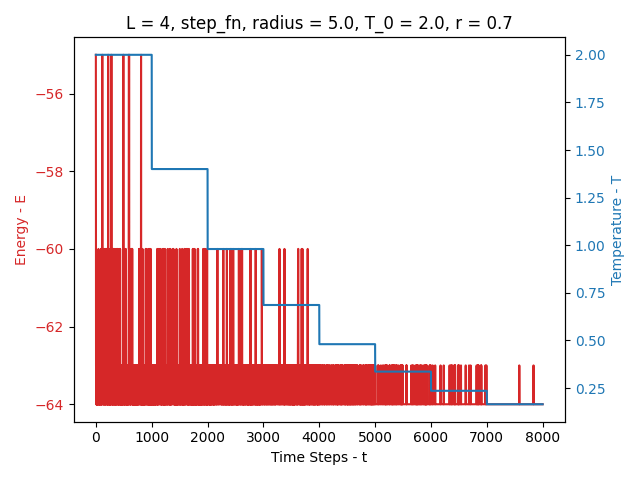 L = 4, step_fn, radius = 5.0, T_0 = 2.0, r = 0.7
−56
−58
−60
−62
−64
Energy - E
2.00
1.75
1.50
1.25
1.00
0.75
0.50
0.25
Temperature - T
0 1000 2000 3000 4000 5000 6000 7000 8000
Time Steps - t